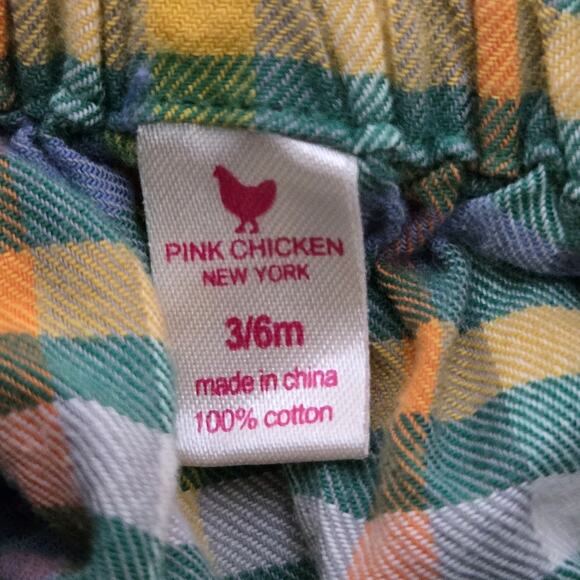 PINK CHICKEN
NEW YORK
3/6m
made in china
100% cotton